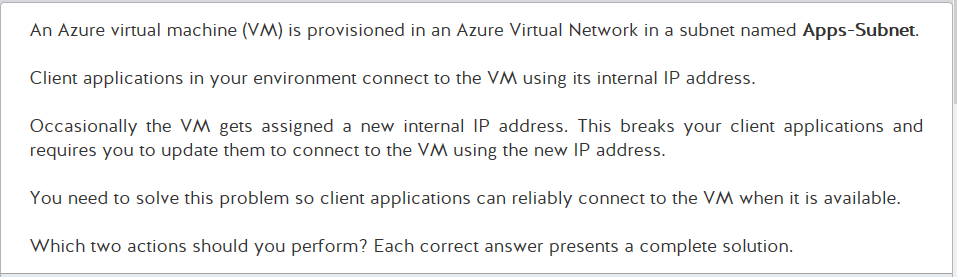 An Azure virtual machine (VM) is provisioned in an Azure Virtual Network in a subnet named Apps-Subnet.
Client applications in your environment connect to the VM using its internal IP address.
Occasionally the VM gets assigned a new internal IP address. This breaks your client applications and
requires you to update them to connect to the VM using the new IP address.
You need to solve this problem so client applications can reliably connect to the VM when it is available.
Which two actions should you perform? Each correct answer presents a complete solution.